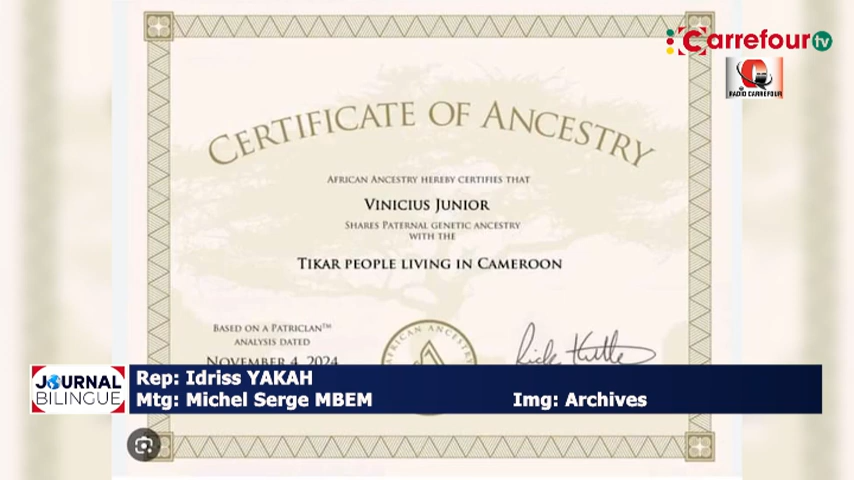 Carrefour tv
RADIO CARREFOUR
CERTIFICATE OF ANCESTRY
AFRICAN ANCESTRY HEREBY CERTIFIES THAT
VINICIUS JUNIOR
SHARES PATERNAL GENETIC ANCESTRY
WITH THE
TIKAR PEOPLE LIVING IN CAMEROON
BASED ON A PATRICLAN™
ANALYSIS DATED
NOVEMBER 4, 2024
AFRICAN ANCESTRY
JOURNAL
BILINGUE
Rep: Idriss YAKAH
Mtg: Michel Serge MBEM
Img: Archives